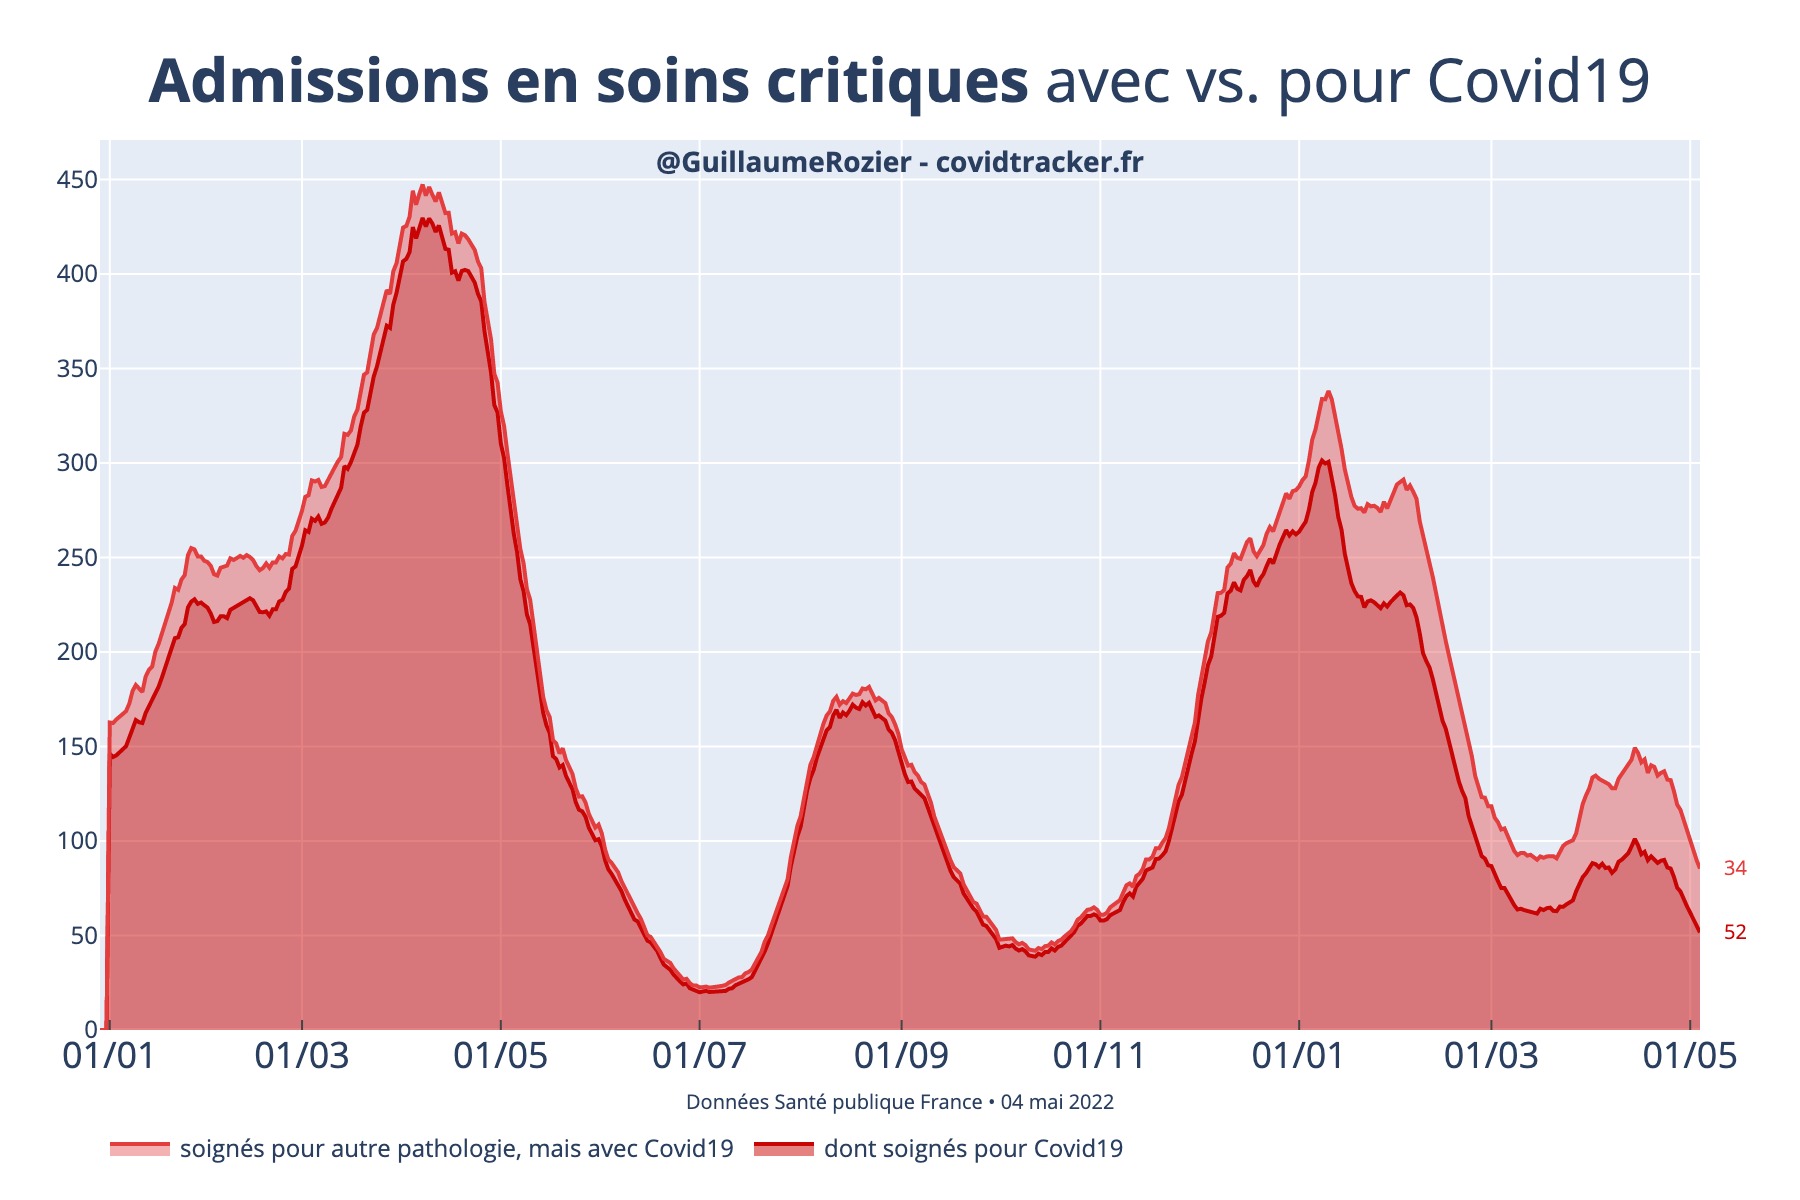 Admissions en soins critiques avec vs. pour Covid19
@GuillaumeRozier - covidtracker.fr
450
400
350
300
250
200
150
100
50
0
34
52
01/01 01/03 01/05 01/07 01/09 01/11 01/01 01/03 01/05
Données Santé publique France • 04 mai 2022
soignés pour autre pathologie, mais avec Covid19 dont soignés pour Covid19